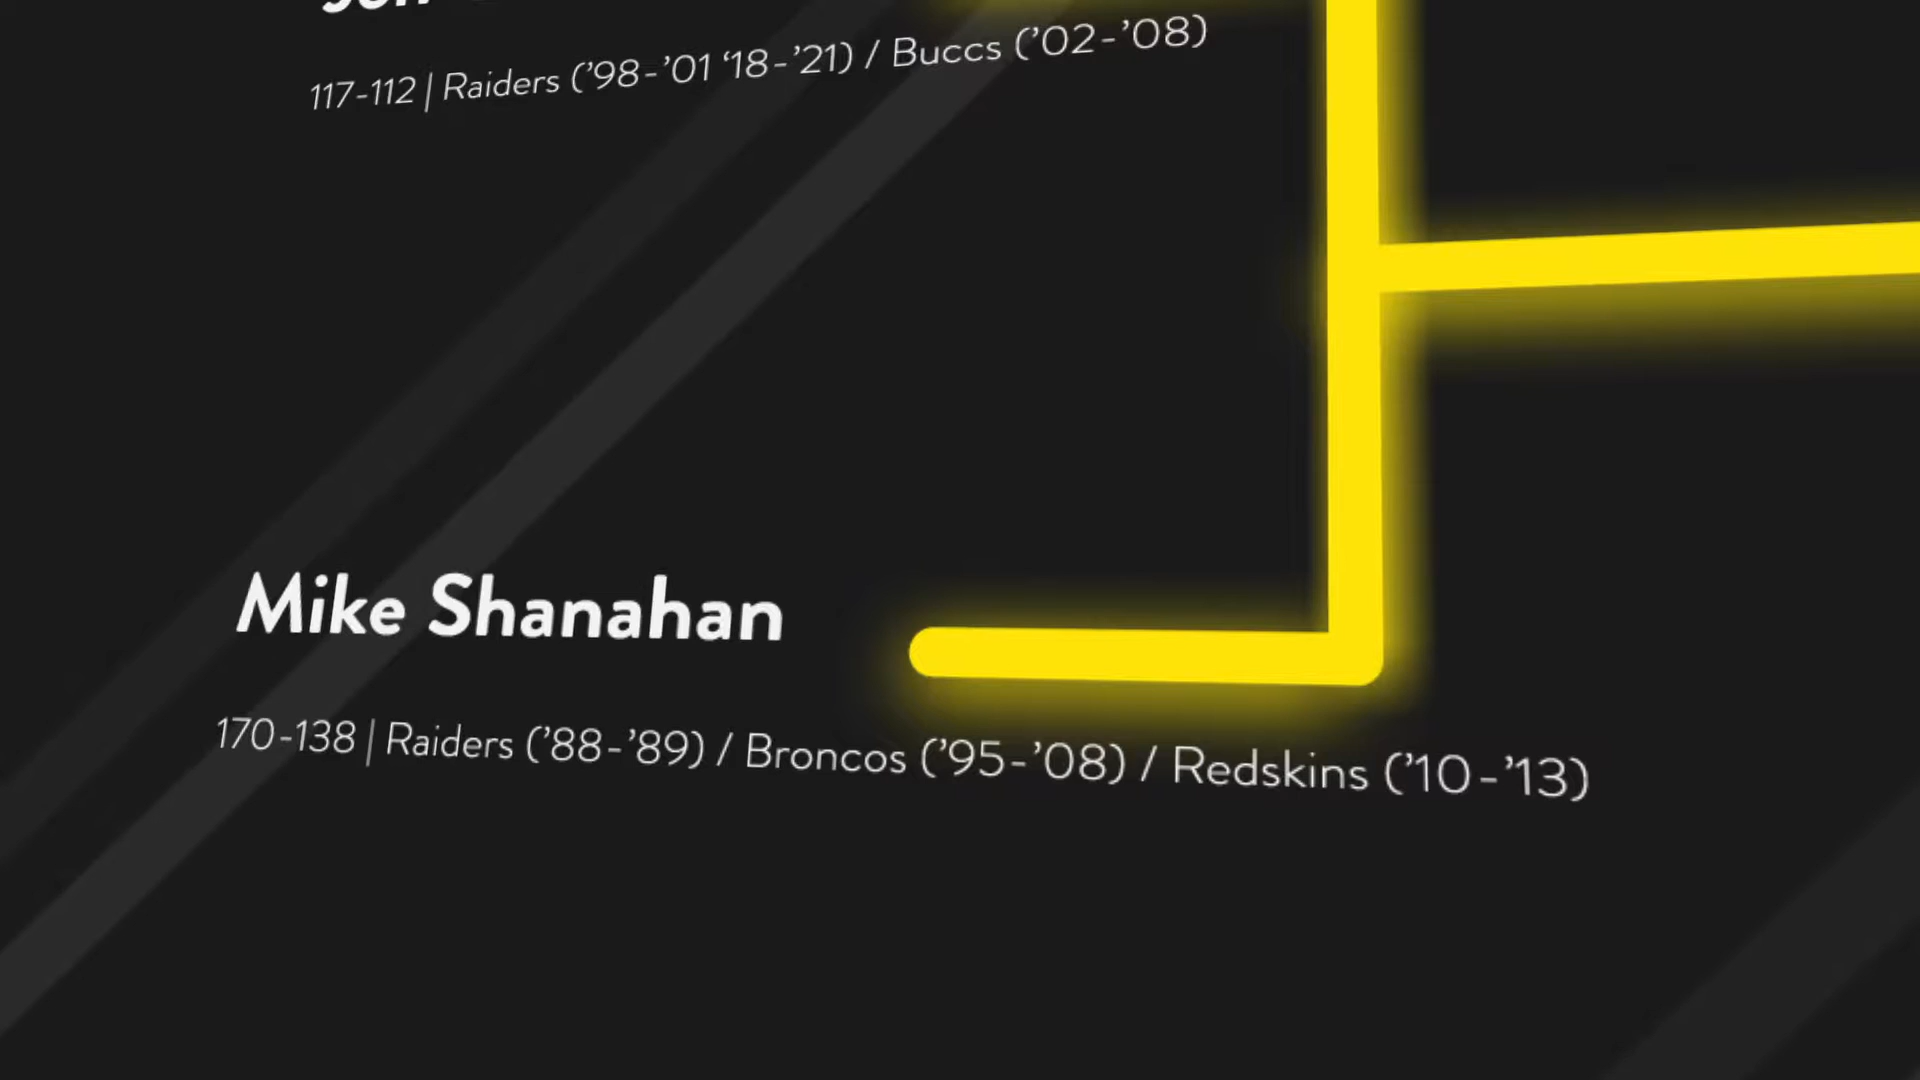 117-112 | Raiders (’98-’01 ‘18-’21) / Buccs (’02-’08)
Mike Shanahan
170-138 | Raiders (’88-’89) / Broncos (’95-’08) / Redskins (’10-’13)